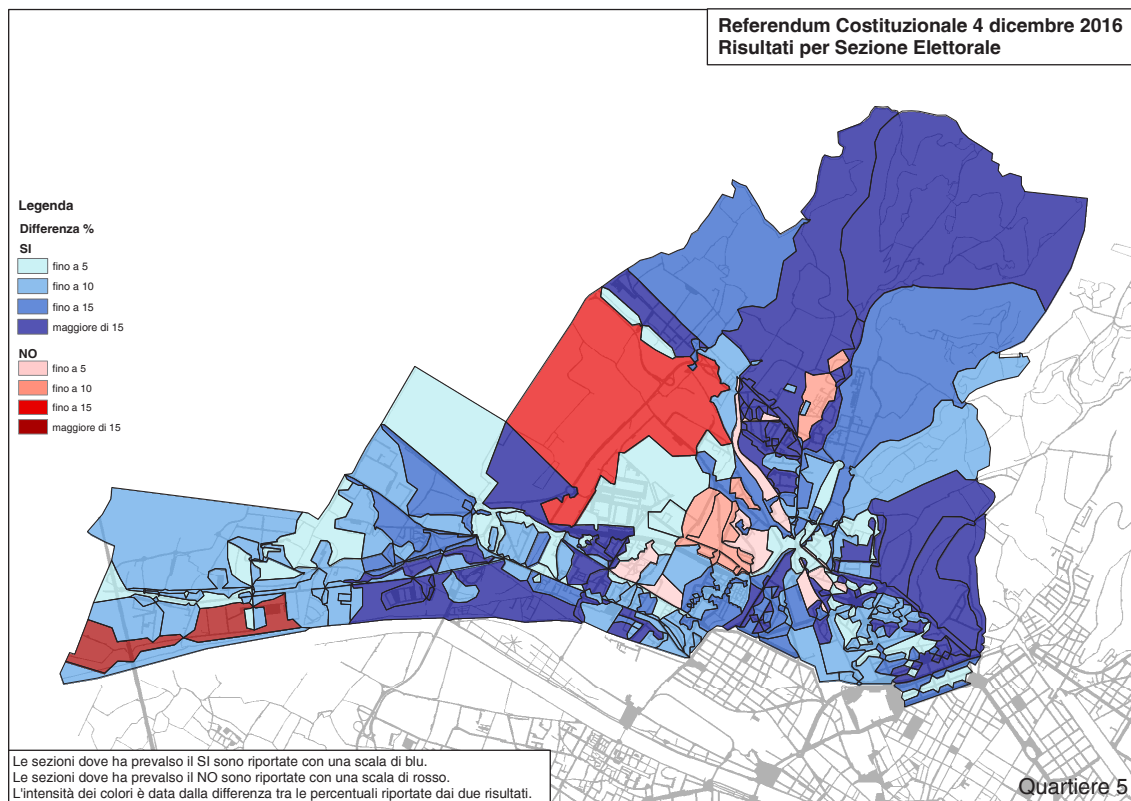 Referendum Costituzionale 4 dicembre 2016
Risultati per Sezione Elettorale
Legenda
Differenza %
SI
fino a 5
fino a 10
fino a 15
maggiore di 15
NO
fino a 5
fino a 10
fino a 15
maggiore di 15
Le sezioni dove ha prevalso il SI sono riportate con una scala di blu.
Le sezioni dove ha prevalso il NO sono riportate con una scala di rosso.
L'intensità dei colori è data dalla differenza tra le percentuali riportate dai due risultati.
Quartiere 5